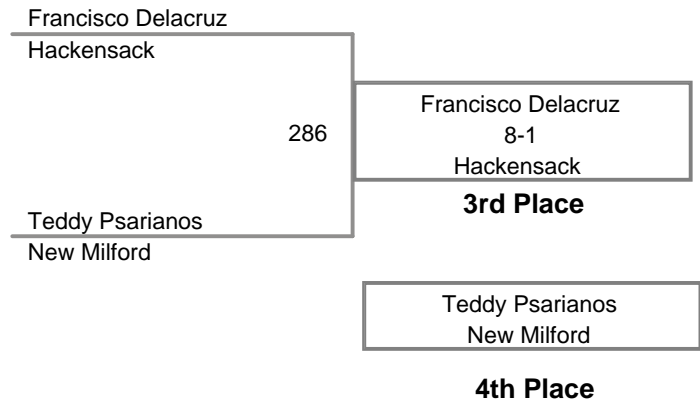 Francisco Delacruz
Hackensack
286
Francisco Delacruz
8-1
Hackensack
3rd Place
Teddy Psarianos
New Milford
Teddy Psarianos
New Milford
4th Place